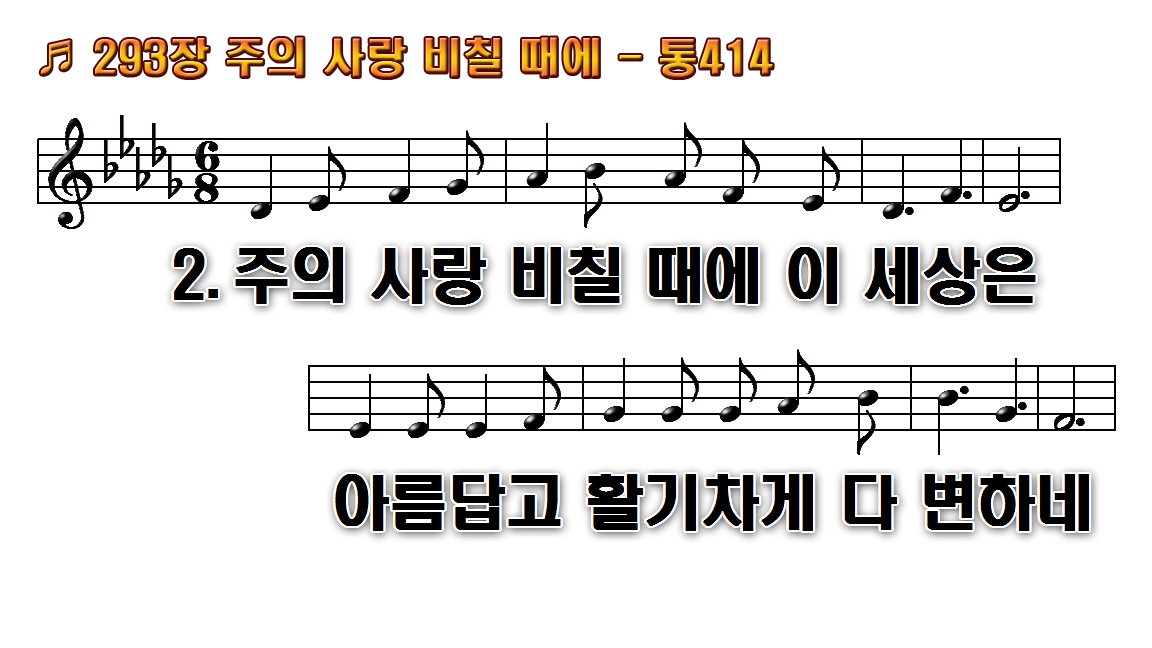 ♬ 293장 주의 사랑 비칠 때에 - 통414
6
8
2. 주의 사랑 비칠 때에 이 세상은
아름답고 활기차게 다 변하네